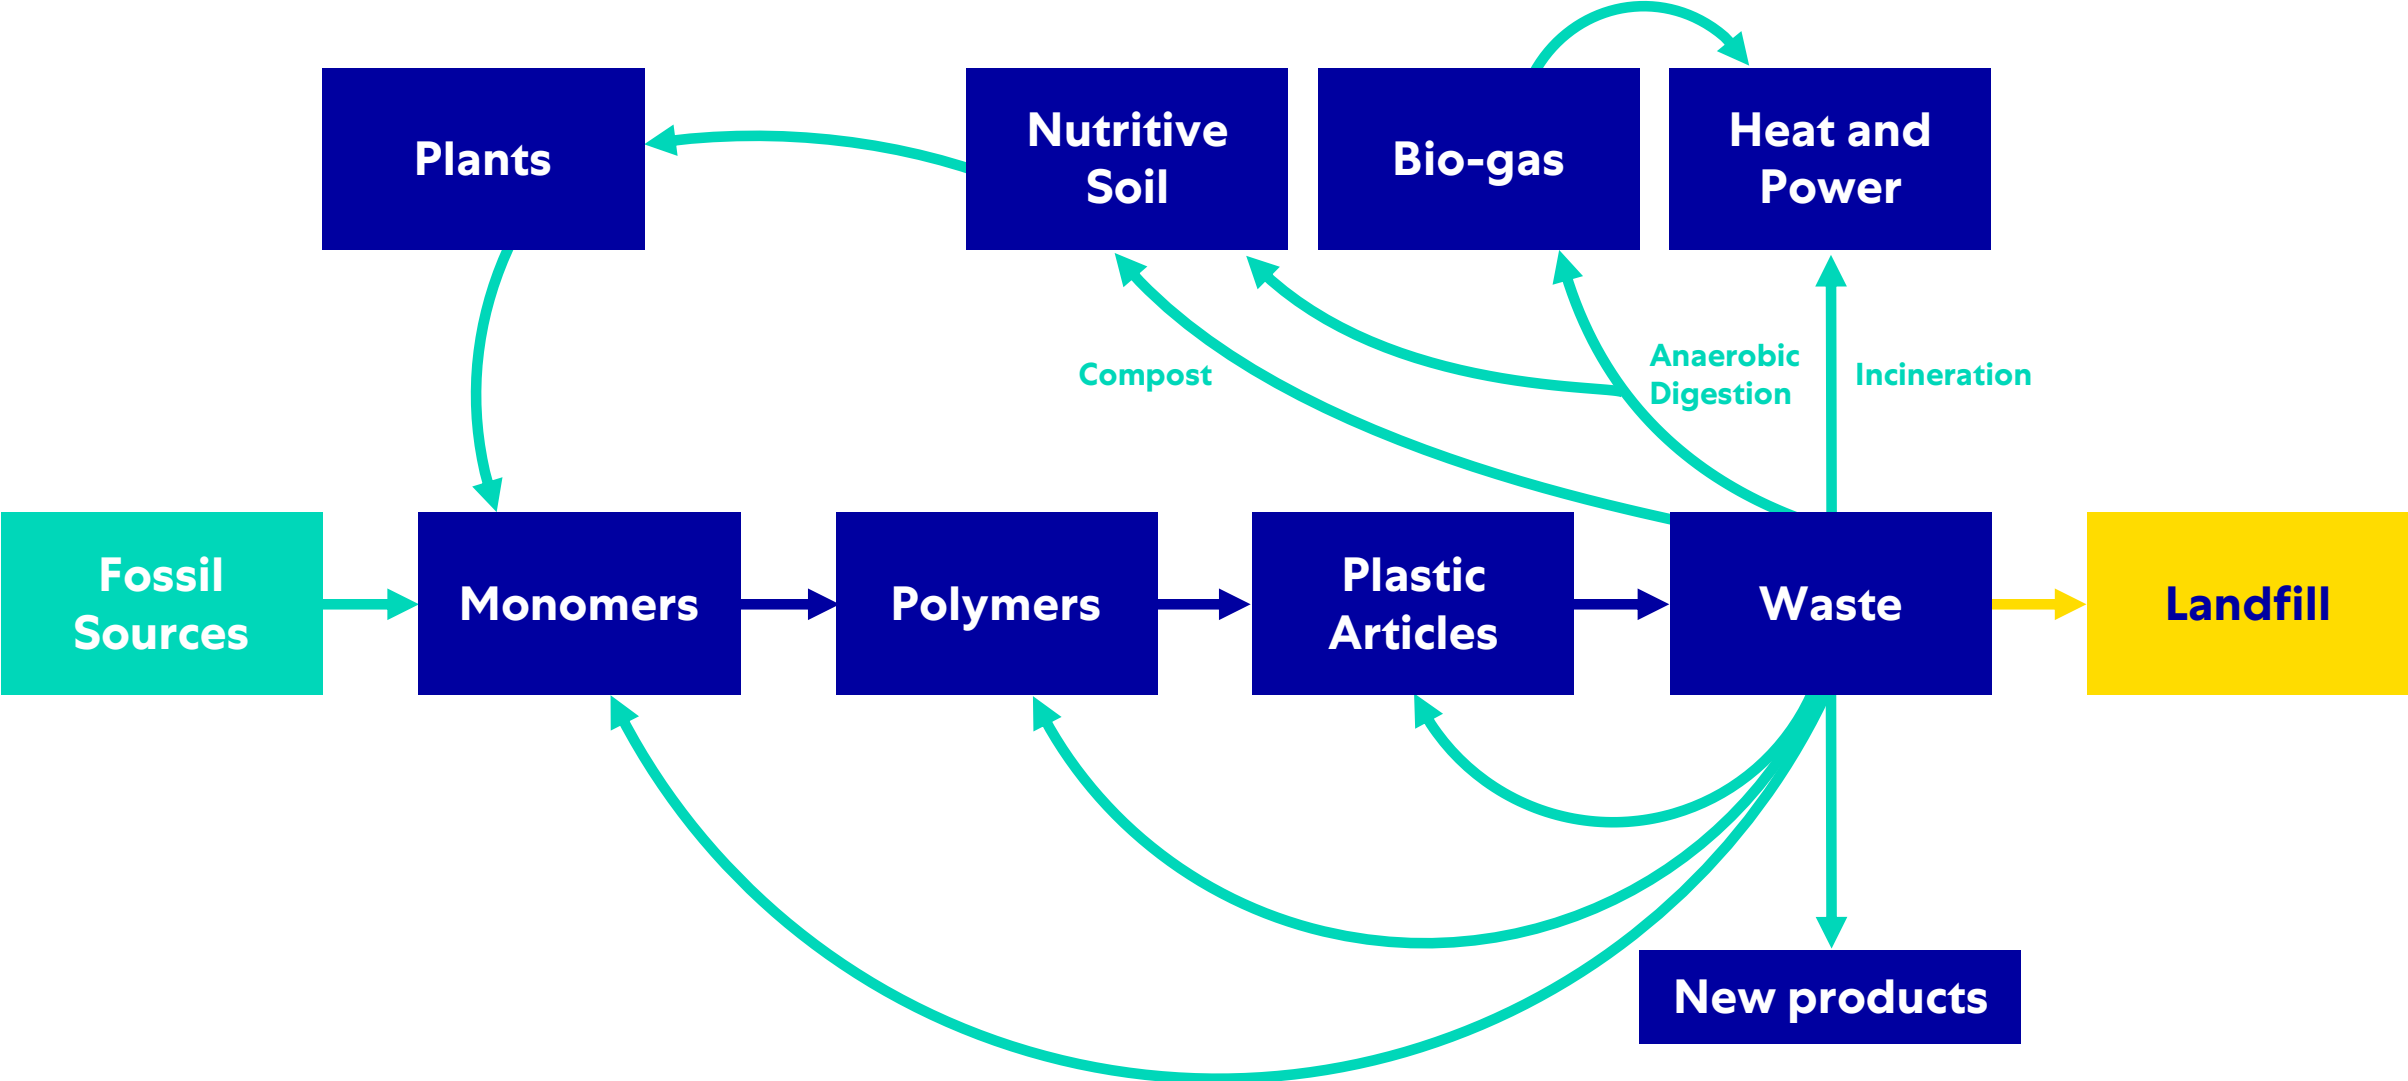 Plants
Nutritive
Soil
Bio-gas
Heat and
Power
Compost
Anaerobic
Digestion
Incineration
Fossil
Sources
Monomers
Polymers
Plastic
Articles
Waste
Landfill
New products